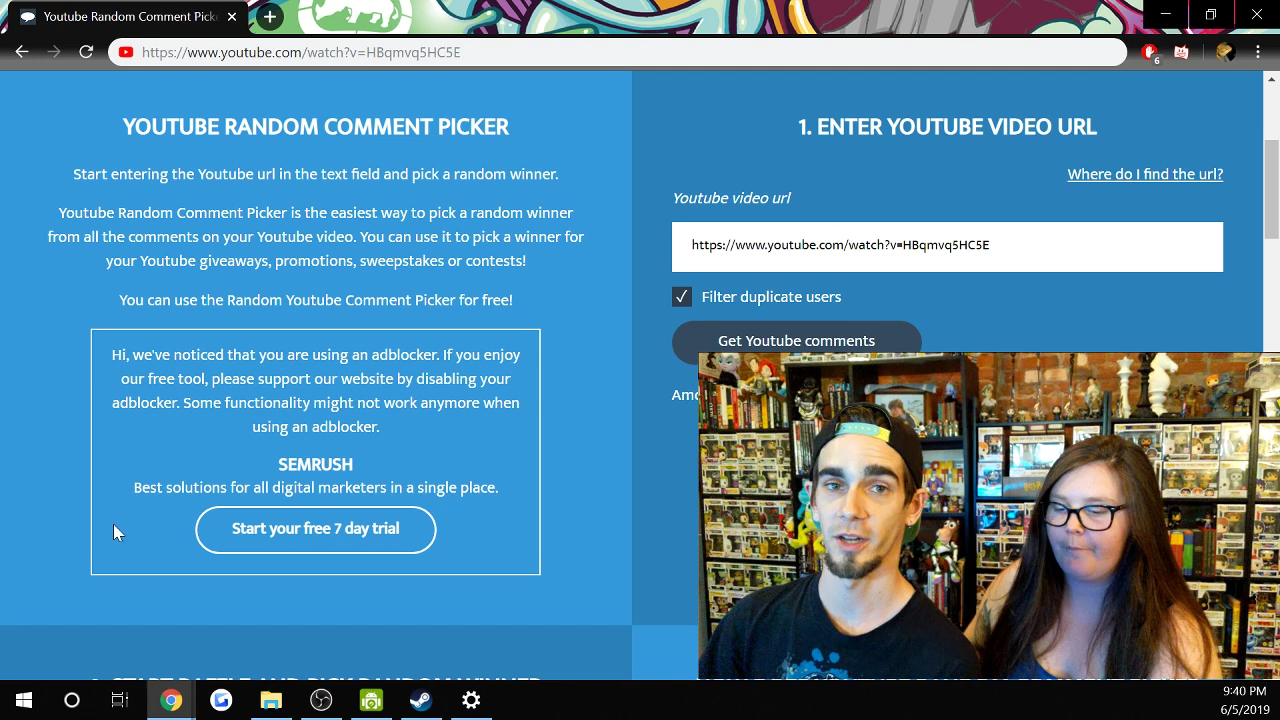 Youtube Random Comment Picke
https://www.youtube.com/watch?v=HBqmvq5HC5E
6
YOUTUBE RANDOM COMMENT PICKER
Start entering the Youtube url in the text field and pick a random winner.
Youtube Random Comment Picker is the easiest way to pick a random winner
from all the comments on your Youtube video. You can use it to pick a winner for
your Youtube giveaways, promotions, sweepstakes or contests!
You can use the Random Youtube Comment Picker for free!
Hi, we've noticed that you are using an adblocker. If you enjoy
our free tool, please support our website by disabling your
adblocker. Some functionality might not work anymore when
using an adblocker.
SEMRUSH
Best solutions for all digital marketers in a single place.
Start your free 7 day trial
1. ENTER YOUTUBE VIDEO URL
Where do I find the url?
Youtube video url
https://www.youtube.com/watch?v=HBqmvq5HC5E
Filter duplicate users
Get Youtube comments
9:40 PM
6/5/2019